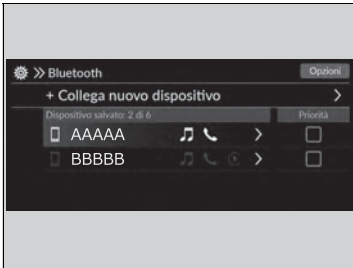 Bluetooth
Opzioni
+ Collega nuovo dispositivo
Dispositivo salvato: 2 di 6
Priorità
AAAAA
BBBBB